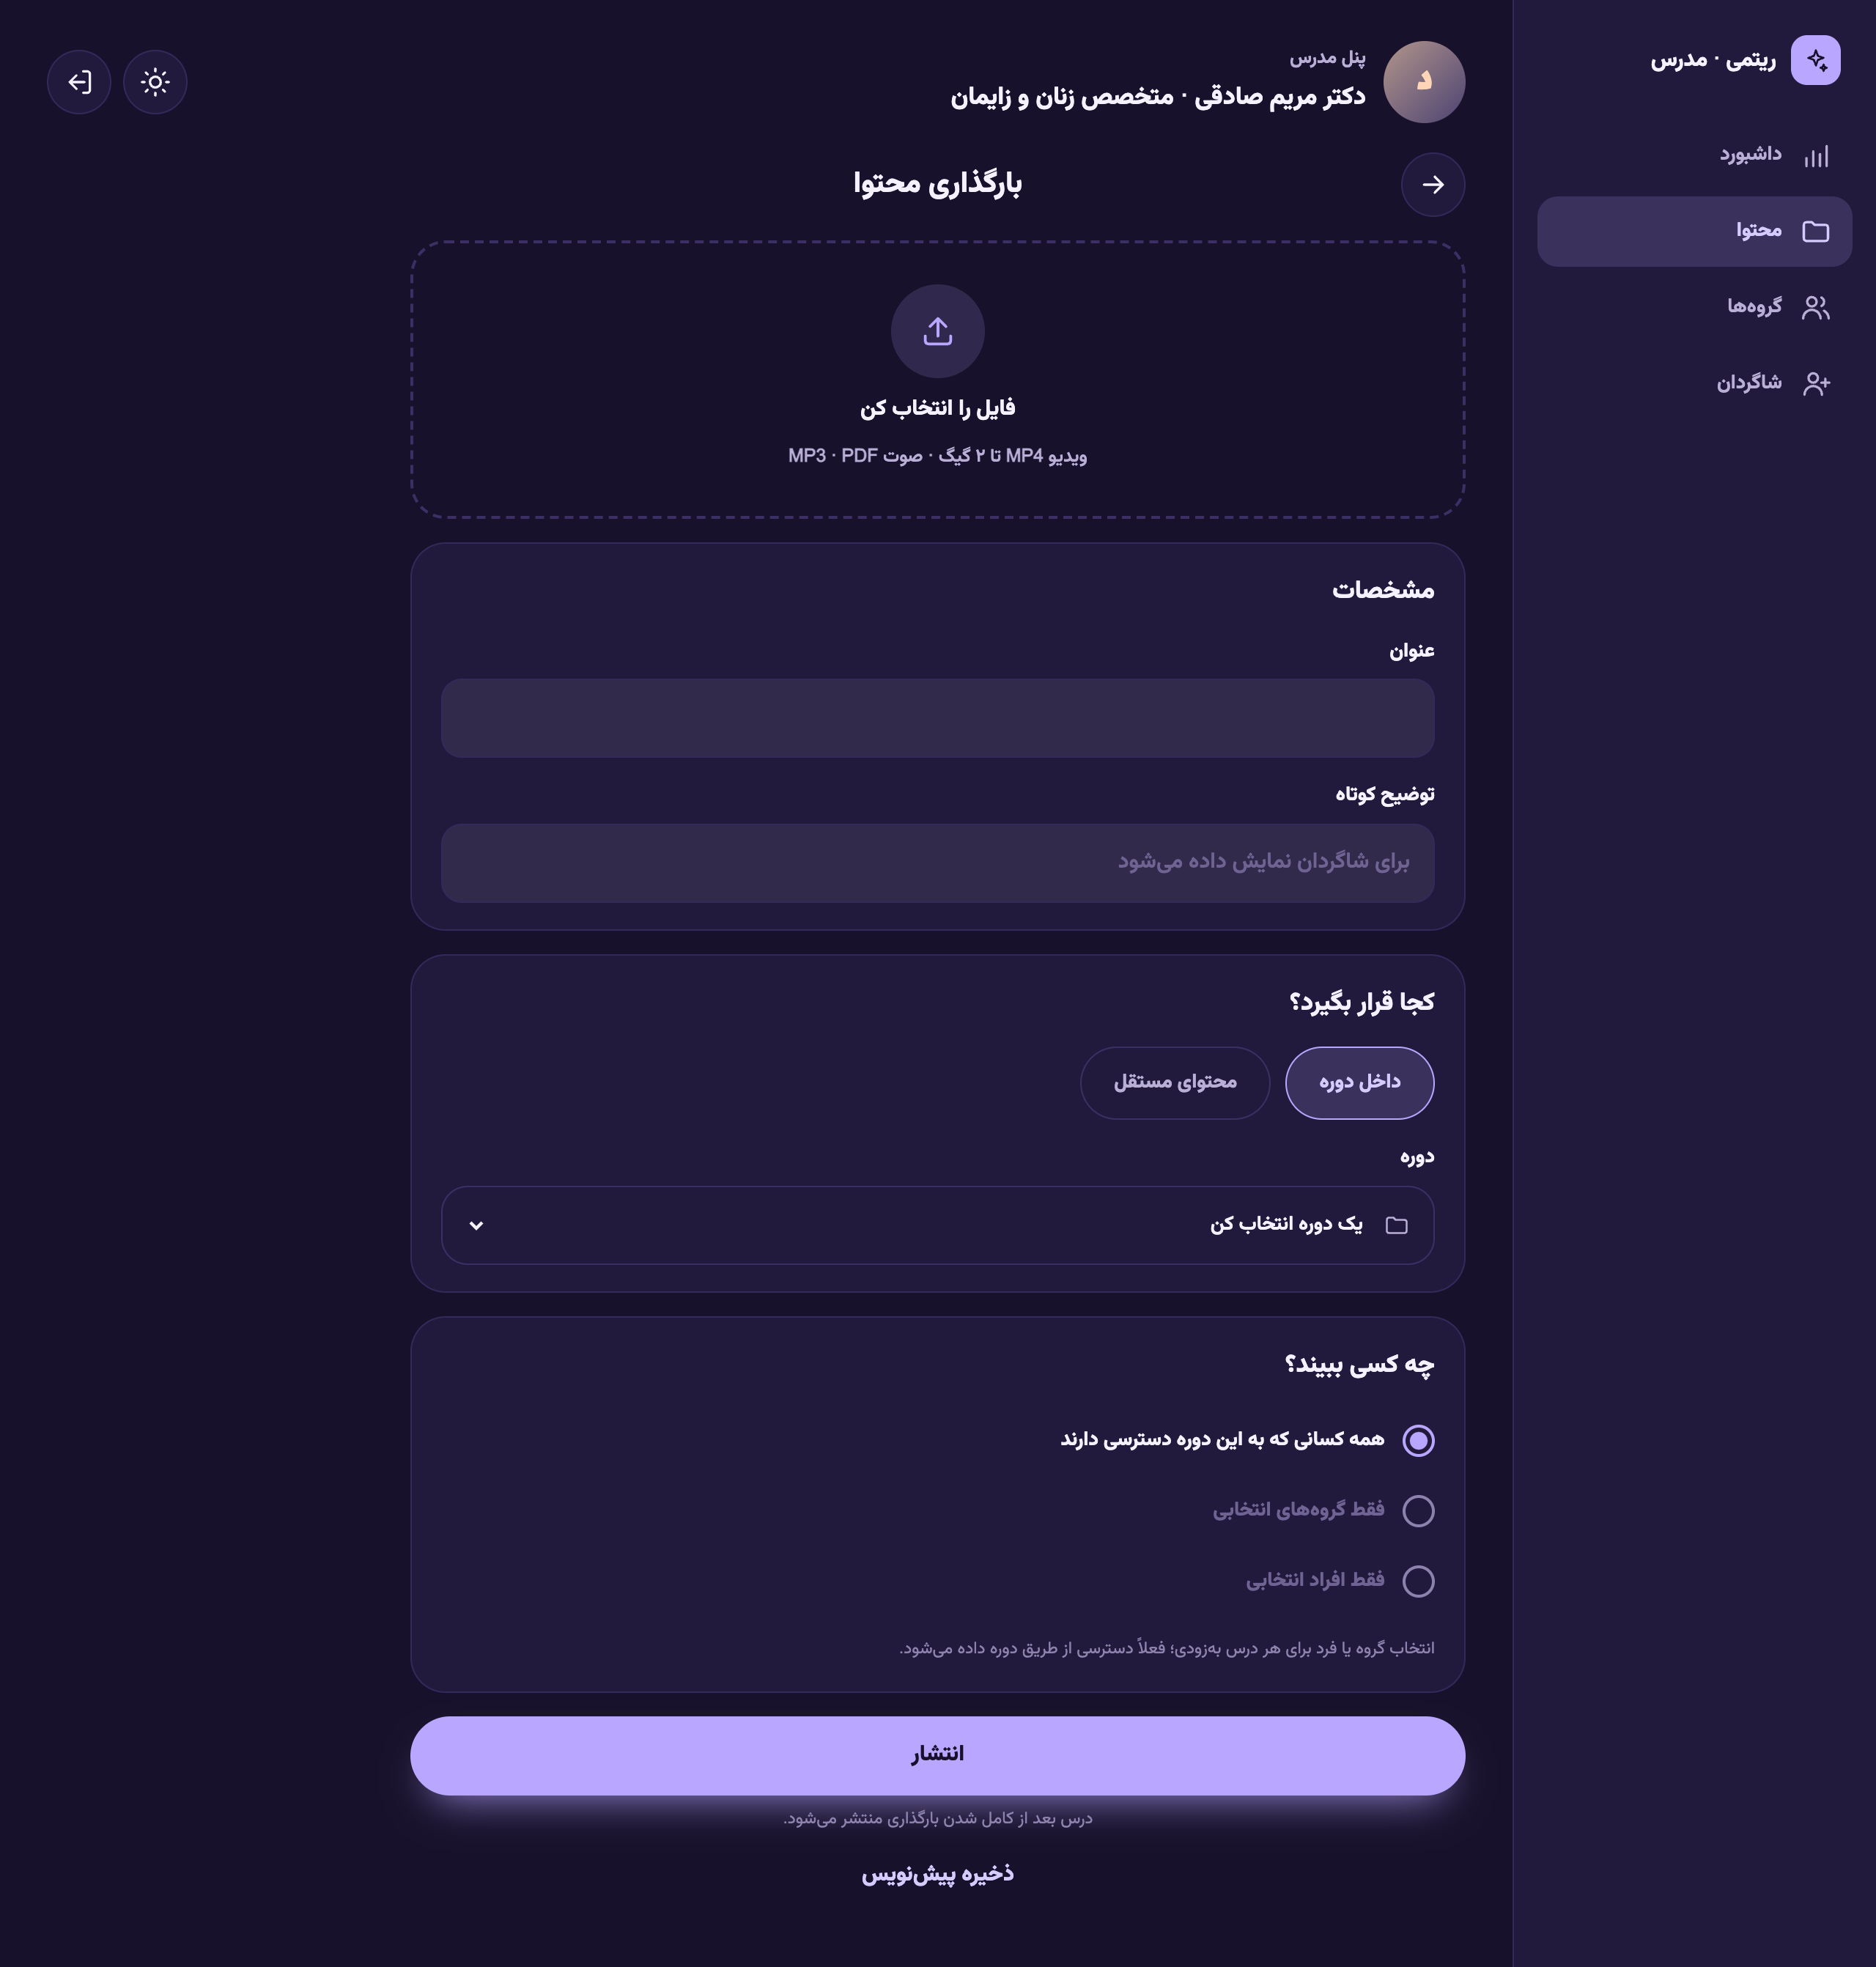 ریتمی · مدرس
داشبورد
محتوا
گروه‌ها
شاگردان
د
پنل مدرس
دکتر مریم صادقی · متخصص زنان و زایمان
بارگذاری محتوا
فایل را انتخاب کن
ویدیو MP4 تا ۲ گیگ · صوت MP3 · PDF
مشخصات
عنوان
توضیح کوتاه
برای شاگردان نمایش داده می‌شود
کجا قرار بگیرد؟
داخل دوره
محتوای مستقل
دوره
یک دوره انتخاب کن
چه کسی ببیند؟
همه کسانی که به این دوره دسترسی دارند
فقط گروه‌های انتخابی
فقط افراد انتخابی
انتخاب گروه یا فرد برای هر درس به‌زودی؛ فعلاً دسترسی از طریق دوره داده می‌شود.
انتشار
درس بعد از کامل شدن بارگذاری منتشر می‌شود.
ذخیره پیش‌نویس